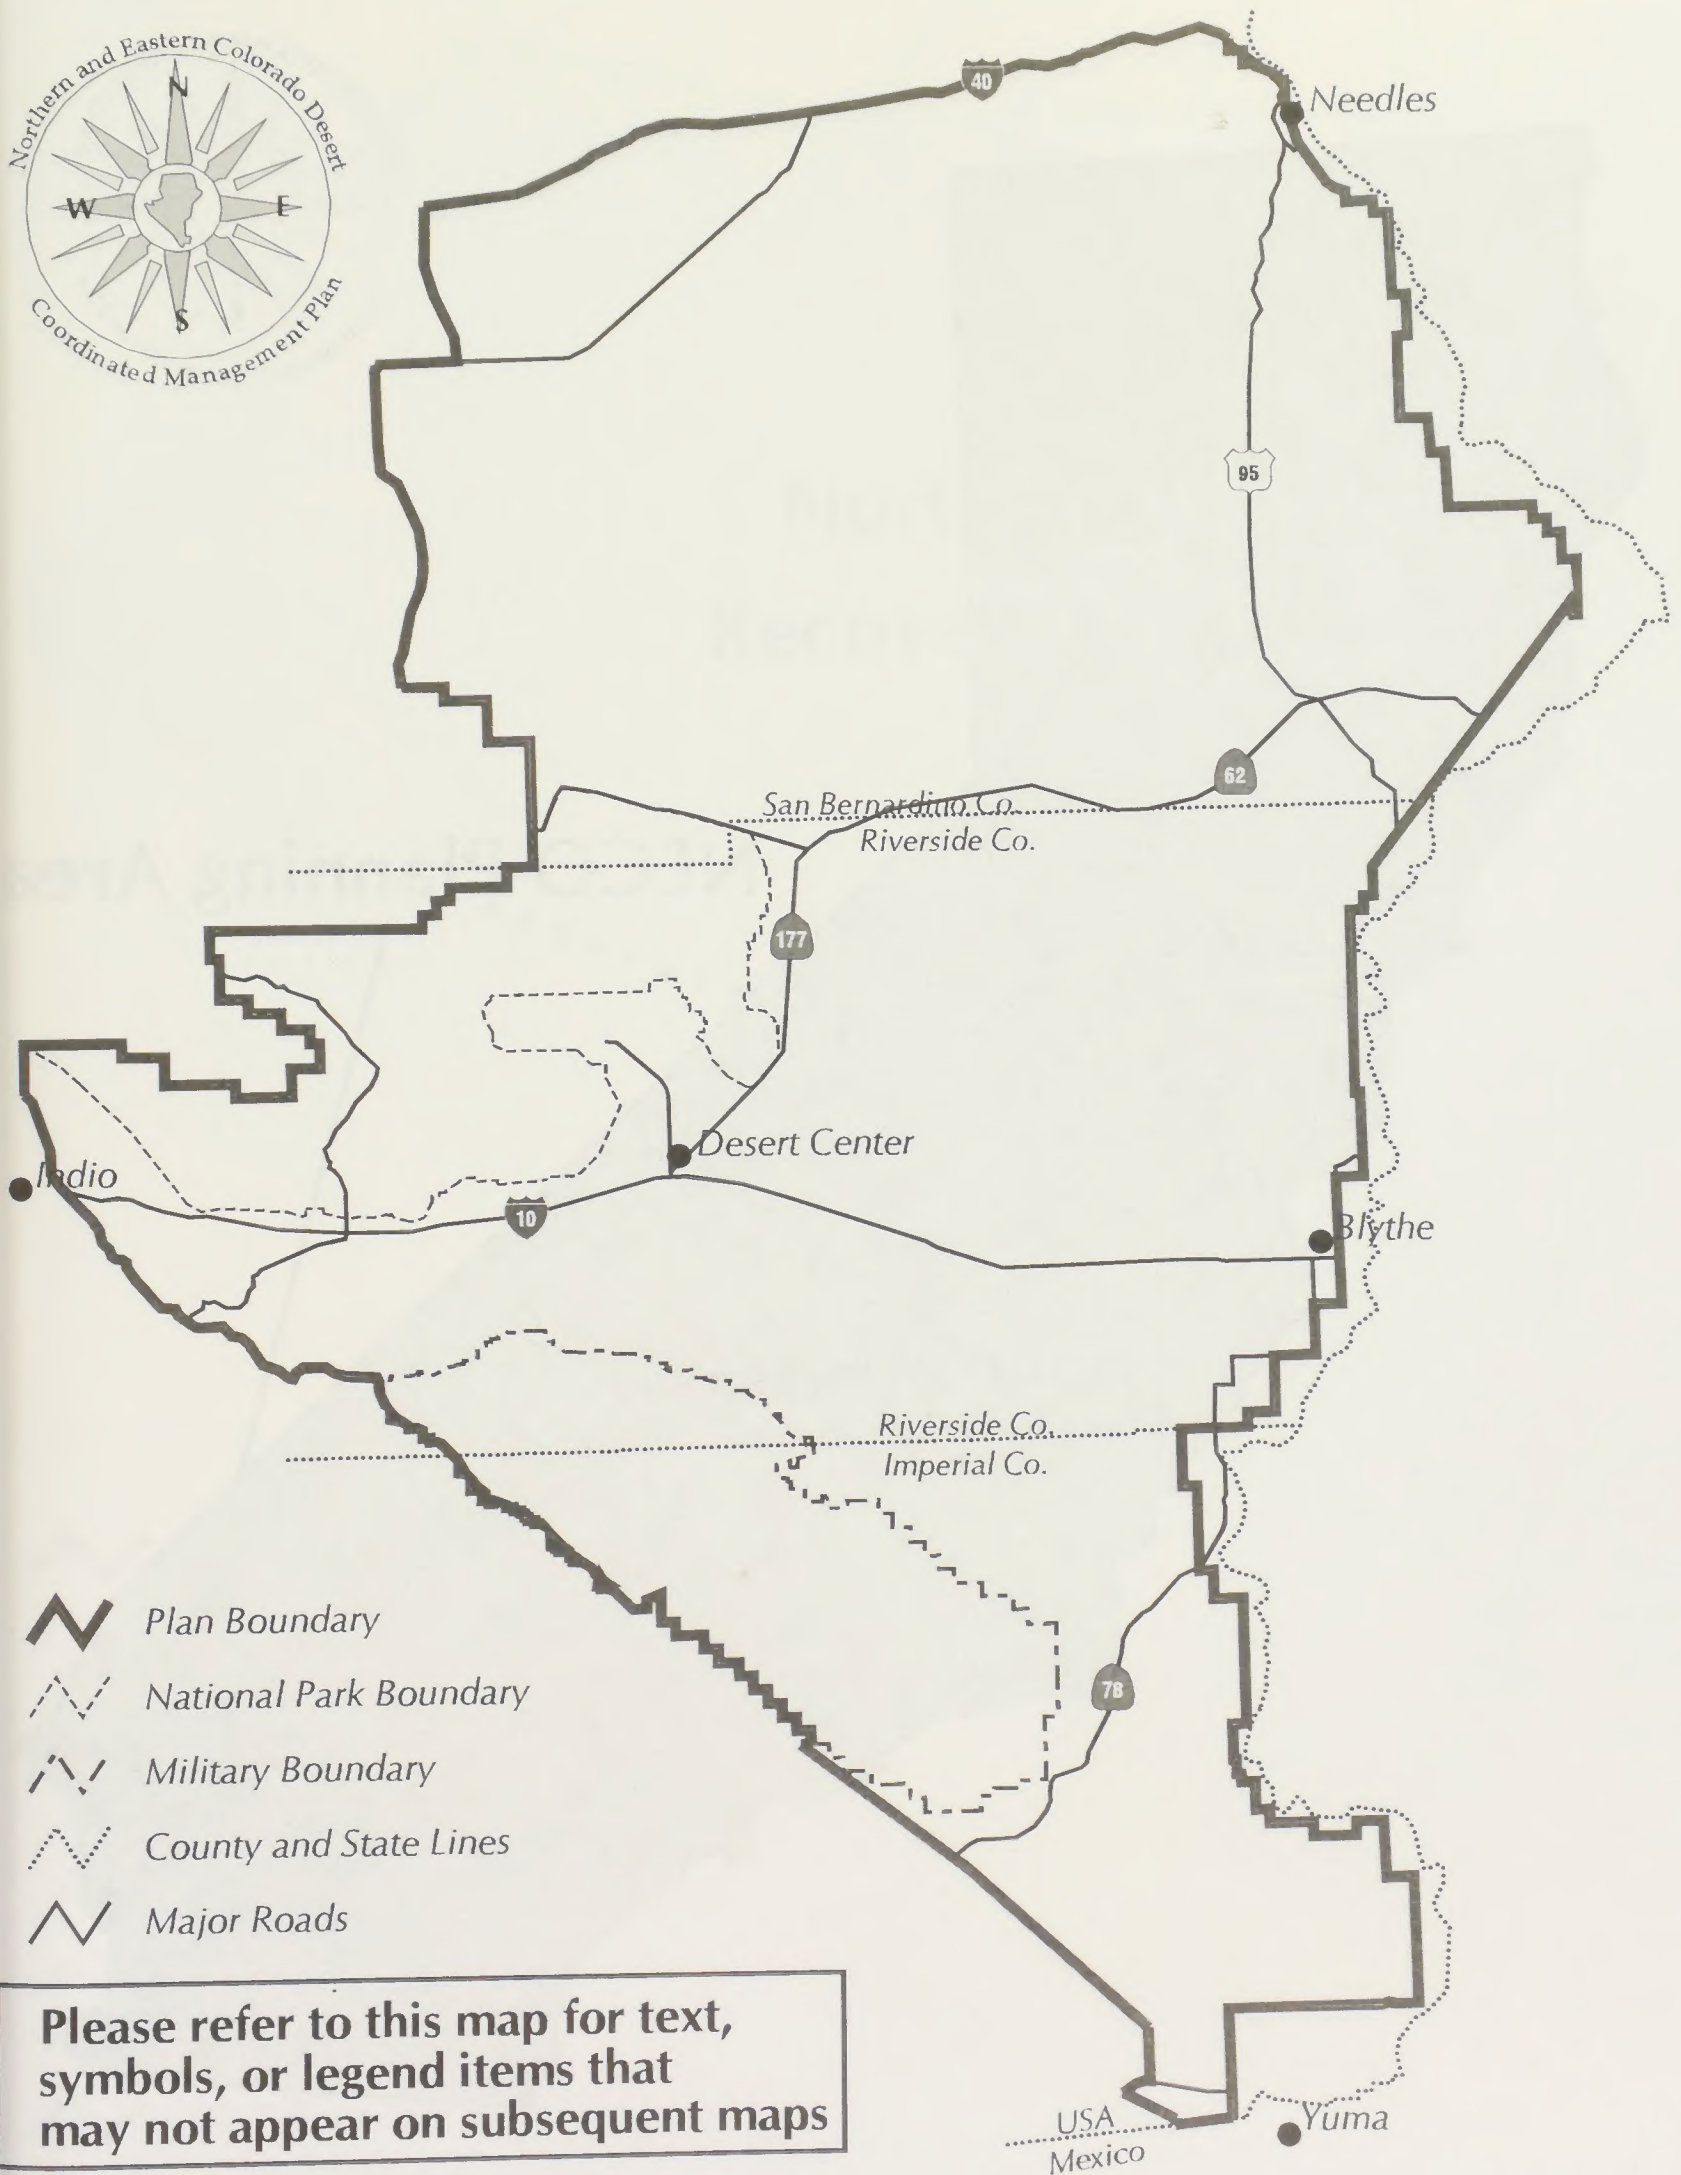 Northern and Eastern Colorado Desert
N
W
E
S
Coordinated Management Plan
40
Needles
95
62
San Bernardino Co.
Riverside Co.
177
Desert Center
Indio
10
Blythe
Riverside Co.
Imperial Co.
78
Plan Boundary
National Park Boundary
Military Boundary
County and State Lines
Major Roads
Please refer to this map for text,
symbols, or legend items that
may not appear on subsequent maps
USA
Mexico
Yuma